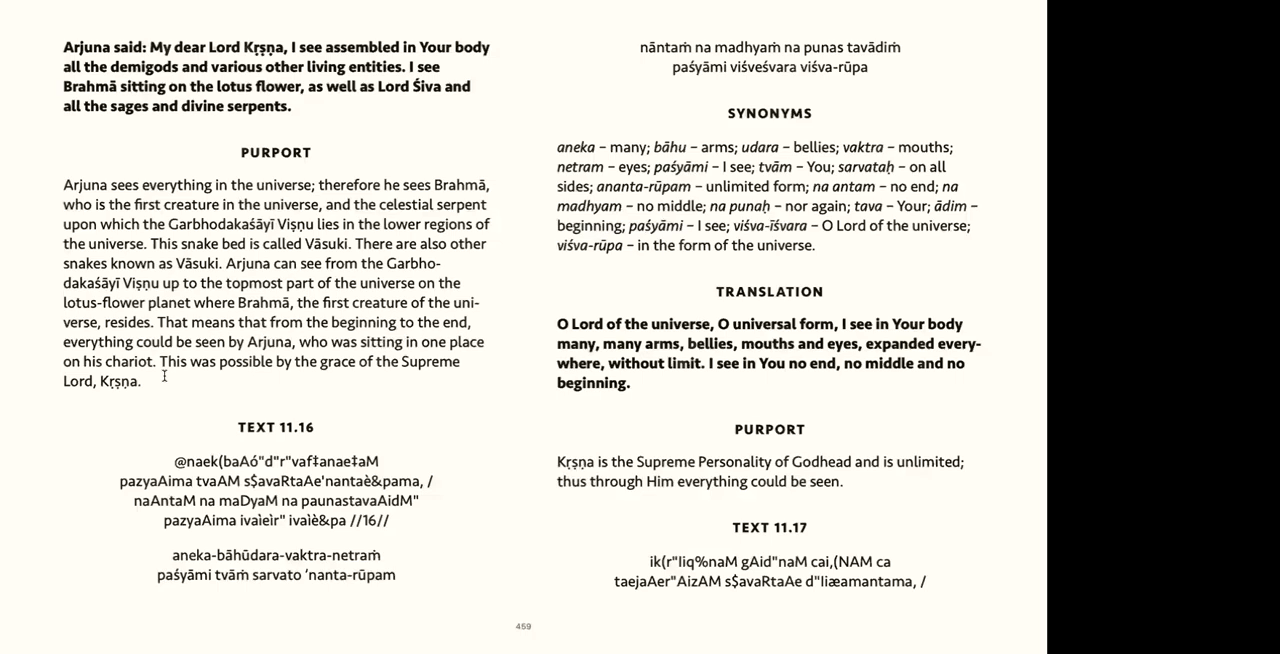 Arjuna said: My dear Lord Kṛṣṇa, I see assembled in Your body
all the demigods and various other living entities. I see
Brahmā sitting on the lotus flower, as well as Lord Śiva and
all the sages and divine serpents.
PURPORT
Arjuna sees everything in the universe; therefore he sees Brahmā,
who is the first creature in the universe, and the celestial serpent
upon which the Garbhodakaśāyī Viṣṇu lies in the lower regions of
the universe. This snake bed is called Vāsuki. There are also other
snakes known as Vāsuki. Arjuna can see from the Garbho-
dakaśāyī Viṣṇu up to the topmost part of the universe on the
lotus-flower planet where Brahmā, the first creature of the uni-
verse, resides. That means that from the beginning to the end,
everything could be seen by Arjuna, who was sitting in one place
on his chariot. This was possible by the grace of the Supreme
Lord, Kṛṣṇa.
TEXT 11.16
@naek(baAó"d"r"vaf‡anae‡aM
pazyaAima tvaAM s$avaRtaAe'nantaè&pama, /
naAntaM na maDyaM na paunastavaAidM"
pazyaAima ivaìeìr" ivaìè&pa //16//
aneka-bāhūdara-vaktra-netraṁ
paśyāmi tvāṁ sarvato ’nanta-rūpam
nāntaṁ na madhyaṁ na punas tavādiṁ
paśyāmi viśveśvara viśva-rūpa
SYNONYMS
aneka – many; bāhu – arms; udara – bellies; vaktra – mouths;
netram – eyes; paśyāmi – I see; tvām – You; sarvataḥ – on all
sides; ananta-rūpam – unlimited form; na antam – no end; na
madhyam – no middle; na punaḥ – nor again; tava – Your; ādim –
beginning; paśyāmi – I see; viśva-īśvara – O Lord of the universe;
viśva-rūpa – in the form of the universe.
TRANSLATION
O Lord of the universe, O universal form, I see in Your body
many, many arms, bellies, mouths and eyes, expanded every-
where, without limit. I see in You no end, no middle and no
beginning.
PURPORT
Kṛṣṇa is the Supreme Personality of Godhead and is unlimited;
thus through Him everything could be seen.
TEXT 11.17
ik(r"Iiq%naM gAid"naM cai,(NAM ca
taejaAer"AizAM s$avaRtaAe d"Iiæamantama, /
459